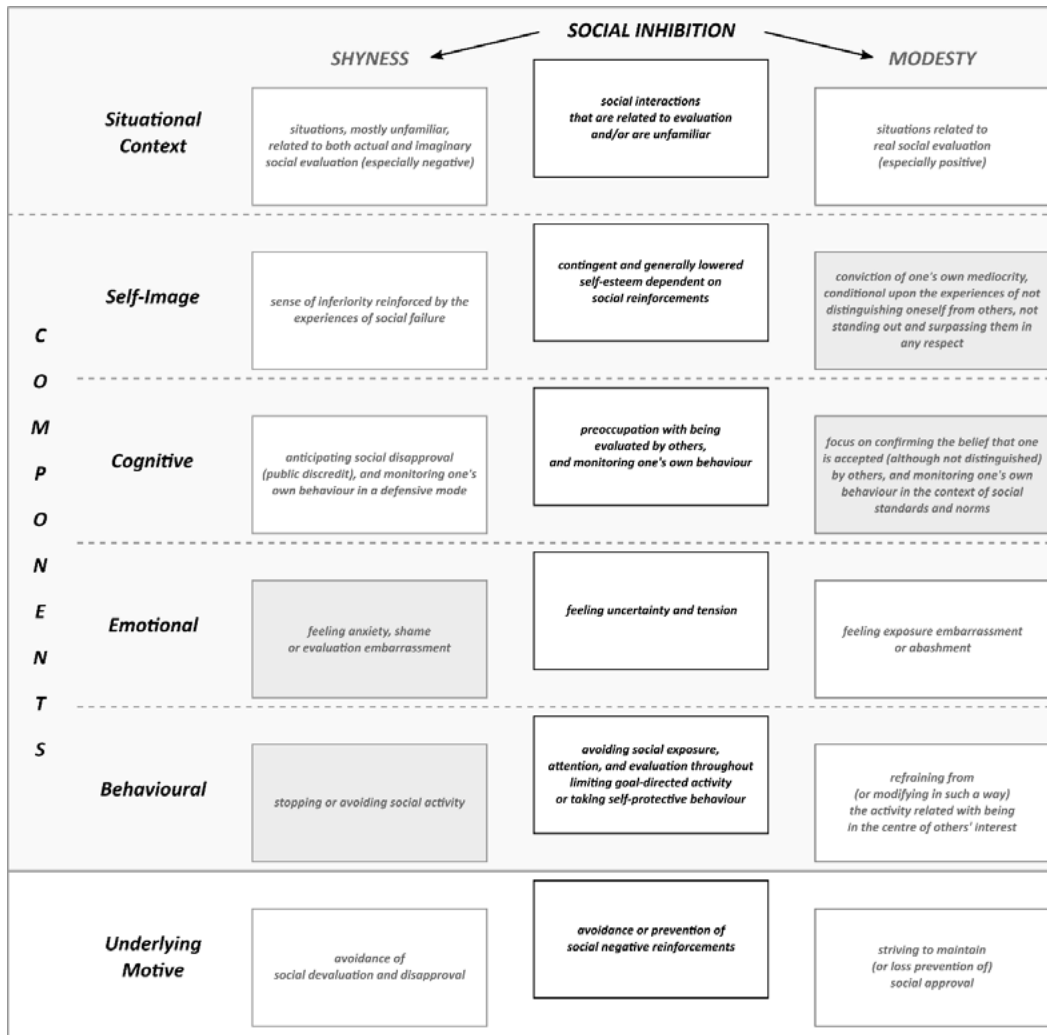 SOCIAL INHIBITION
SHYNESS
MODESTY
Situational
Context
situations, mostly unfamiliar,
related to both actual and imaginary
social evaluation (especially negative)
social interactions
that are related to evaluation
and/or are unfamiliar
situations related to
real social evaluation
(especially positive)
COMPONENTS
Self-Image
sense of inferiority reinforced by the
experiences of social failure
contingent and generally lowered
self-esteem dependent on
social reinforcements
conviction of one's own mediocrity,
conditional upon the experiences of not
distinguishing oneself from others, not
standing out and surpassing them in
any respect
Cognitive
anticipating social disapproval
(public discredit), and monitoring one's
own behaviour in a defensive mode
preoccupation with being
evaluated by others,
and monitoring one's own behaviour
focus on confirming the belief that one
is accepted (although not distinguished)
by others, and monitoring one's own
behaviour in the context of social
standards and norms
Emotional
feeling anxiety, shame
or evaluation embarrassment
feeling uncertainty and tension
feeling exposure embarrassment
or abashment
Behavioural
stopping or avoiding social activity
avoiding social exposure,
attention, and evaluation throughout
limiting goal-directed activity
or taking self-protective behaviour
refraining from
(or modifying in such a way)
the activity related with being
in the centre of others' interest
Underlying
Motive
avoidance of
social devaluation and disapproval
avoidance or prevention of
social negative reinforcements
striving to maintain
(or loss prevention of)
social approval